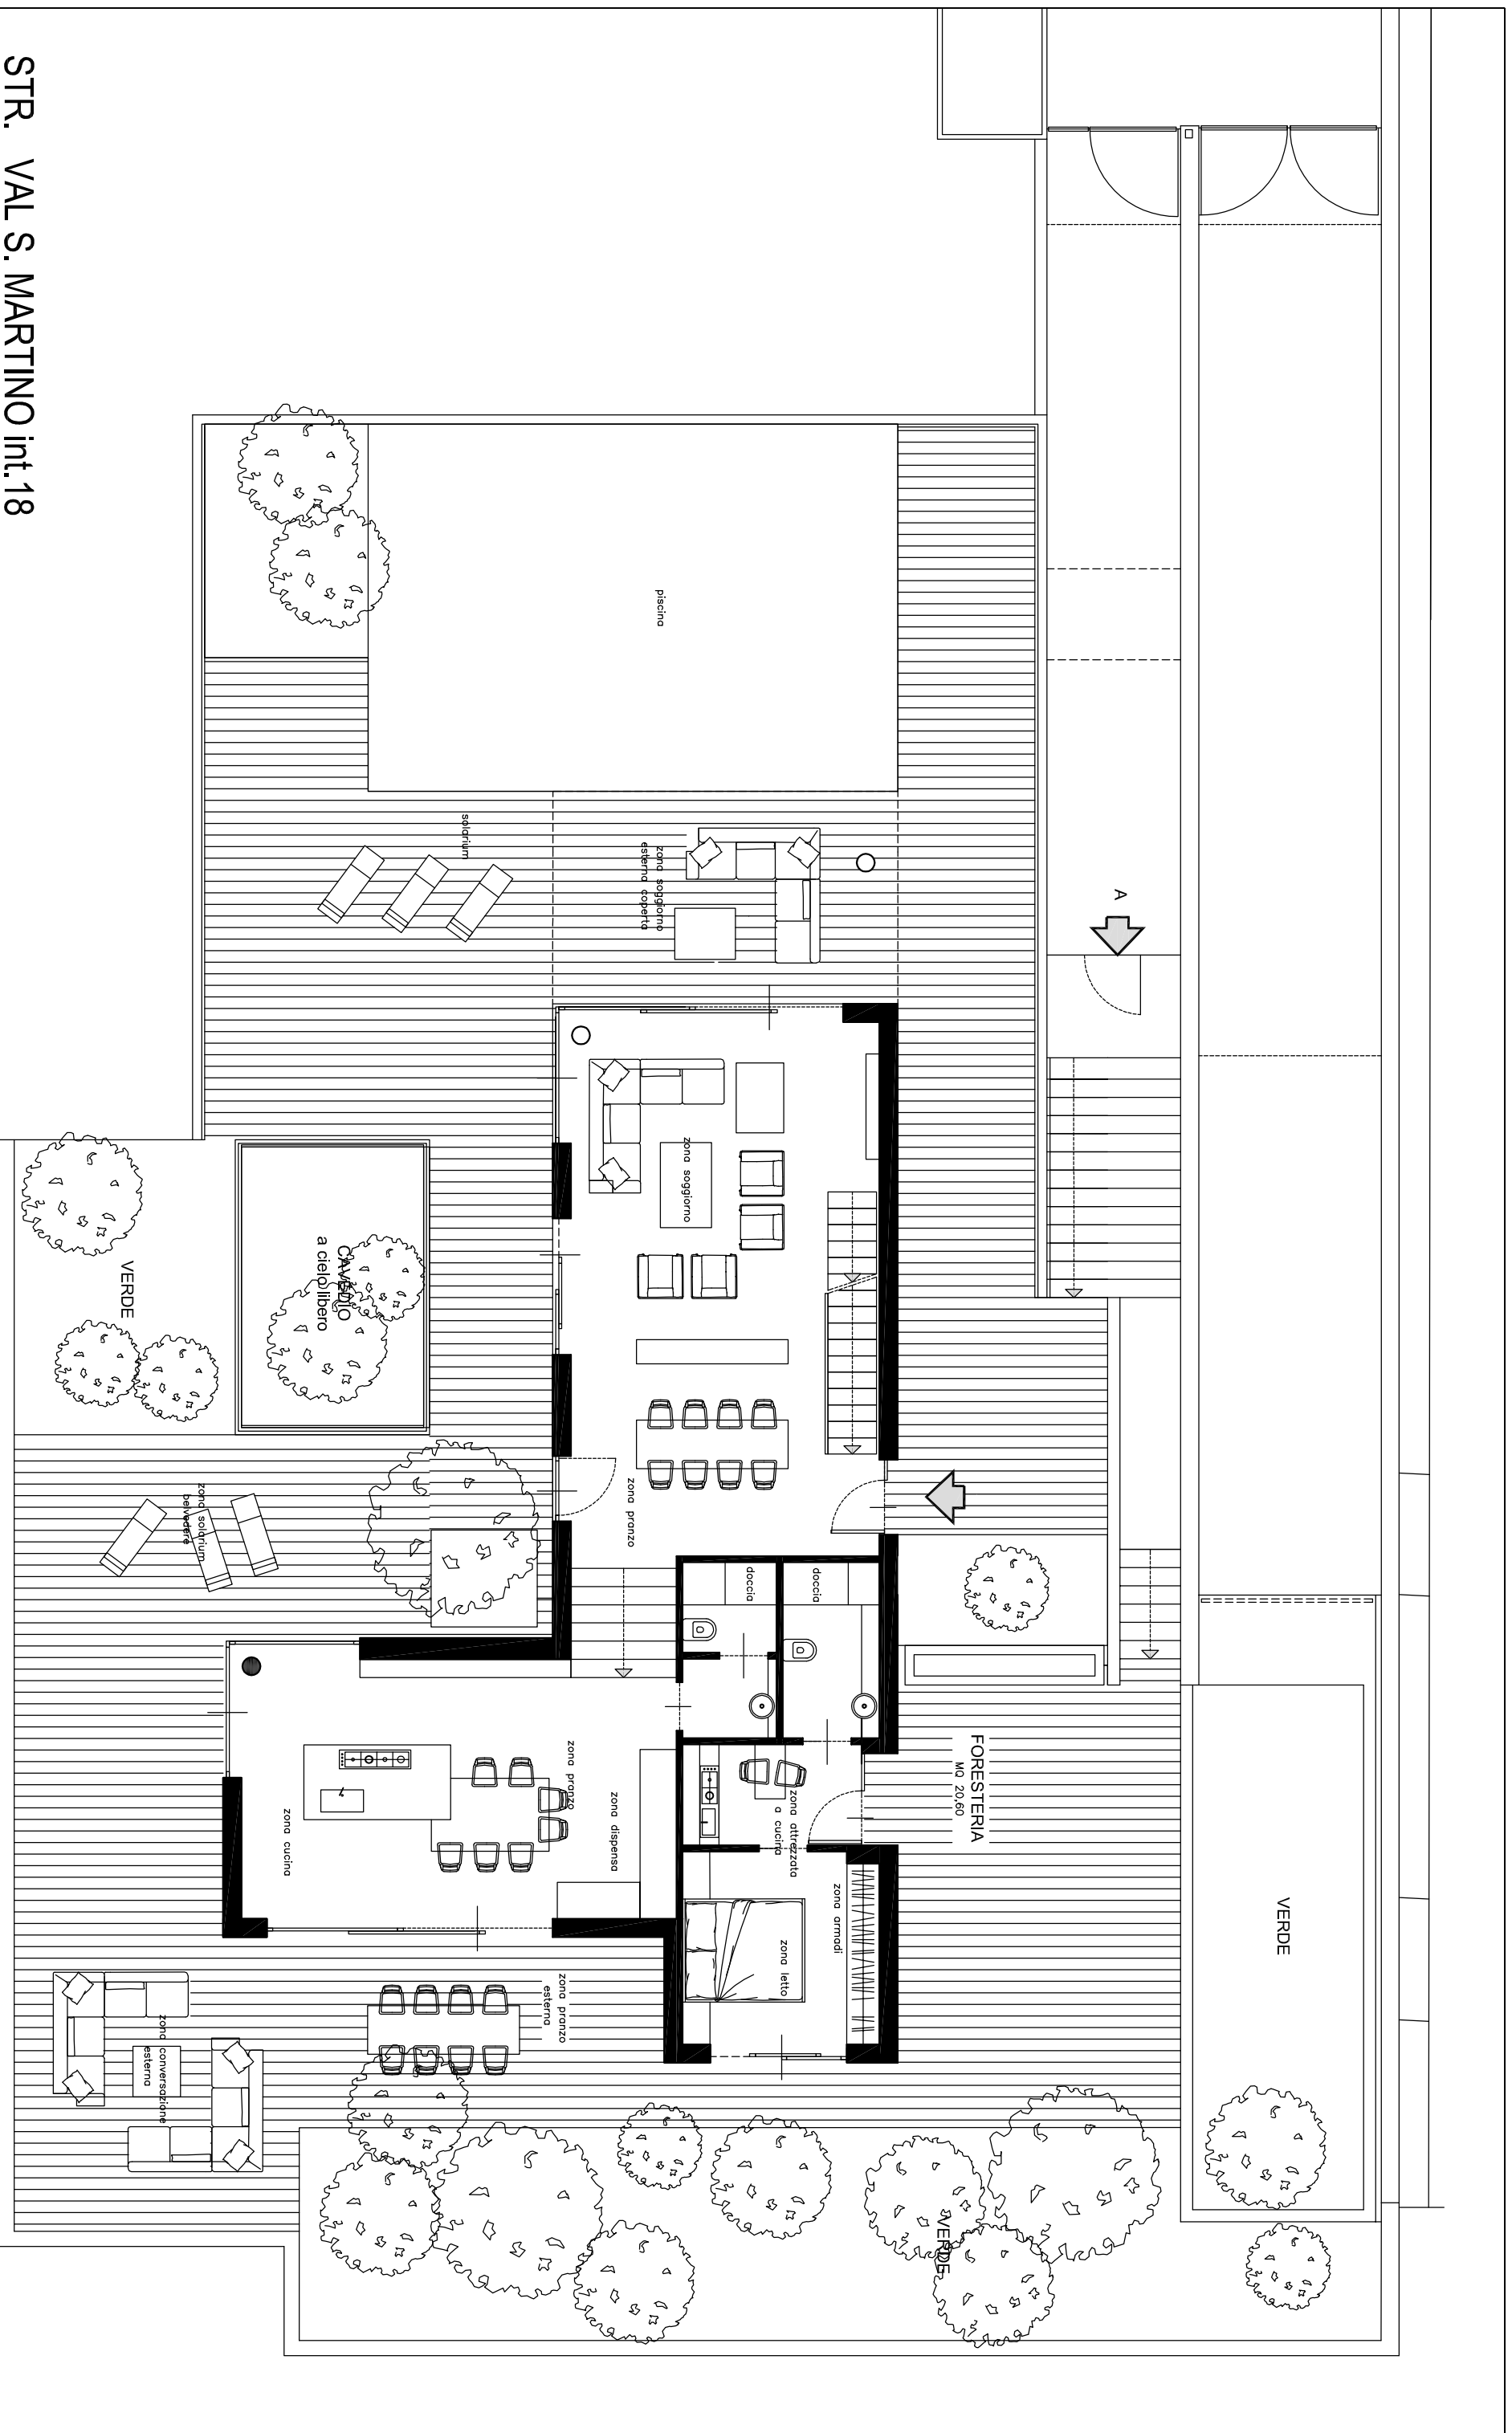 STR. VAL S. MARTINO int.18
piscina
solarium
zona soggiorno
esterna coperta
A
zona soggiorno
CAVEDIO
a cielo libero
VERDE
zona solarium
belvedere
zona pranzo
doccia
doccia
FORESTERIA
MQ 20,60
zona attrezzata
a cucina
zona armadi
zona letto
zona pranzo
zona dispensa
zona cucina
zona pranzo
esterna
zona conversazione
esterna
VERDE
VERDE